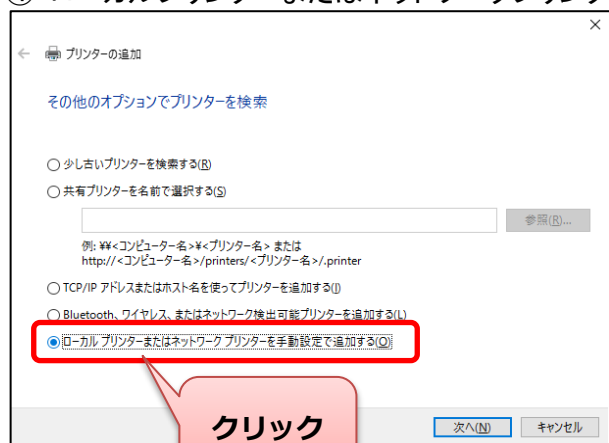 プリンターの追加
その他のオプションでプリンターを検索
少し古いプリンターを検索する(R)
共有プリンターを名前で選択する(S)
参照(R)...
例: ¥¥<コンピューター名>¥<プリンター名> または
http://<コンピューター名>/printers/<プリンター名>/.printer
TCP/IP アドレスまたはホスト名を使ってプリンターを追加する(I)
Bluetooth、ワイヤレス、またはネットワーク検出可能プリンターを追加する(L)
ローカル プリンターまたはネットワーク プリンターを手動設定で追加する(O)
クリック
次へ(N) キャンセル